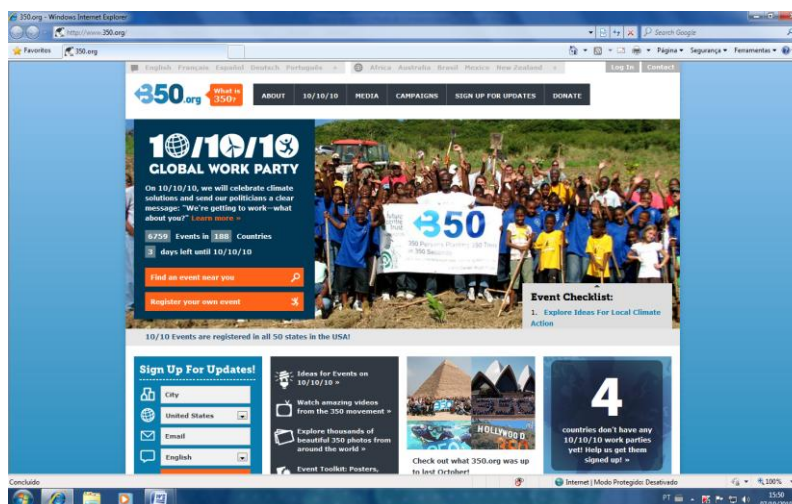 350.org - Windows Internet Explorer
http://www.350.org/
Search Google
Favoritos
350.org
Página
Segurança
Ferramentas
English Français Español Deutsch Português »
Africa Australia Brasil Mexico New Zealand »
Log In
Contact
350.org
What is
350?
ABOUT
10/10/10
MEDIA
CAMPAIGNS
SIGN UP FOR UPDATES
DONATE
10/10/10
GLOBAL WORK PARTY
On 10/10/10, we will celebrate climate
solutions and send our politicians a clear
message: "We're getting to work—what
about you?" Learn more »
6759 Events in 188 Countries
3 days left until 10/10/10
Find an event near you
Register your own event
350
350 Persons Planting 350 Trees
in 350 Seconds
Event Checklist:
1. Explore Ideas For Local Climate
Action
10/10 Events are registered in all 50 states in the USA!
Sign Up For Updates!
City
United States
Email
English
Ideas for Events on
10/10/10 »
Watch amazing videos
from the 350 movement »
Explore thousands of
beautiful 350 photos from
around the world »
Event Toolkit: Posters,
HOLLYWOOD
Check out what 350.org was up
to last October!
4
countries don't have any
10/10/10 work parties
yet! Help us get them
signed up! »
Concluído
Internet | Modo Protegido: Desativado
100%
PT
15:50